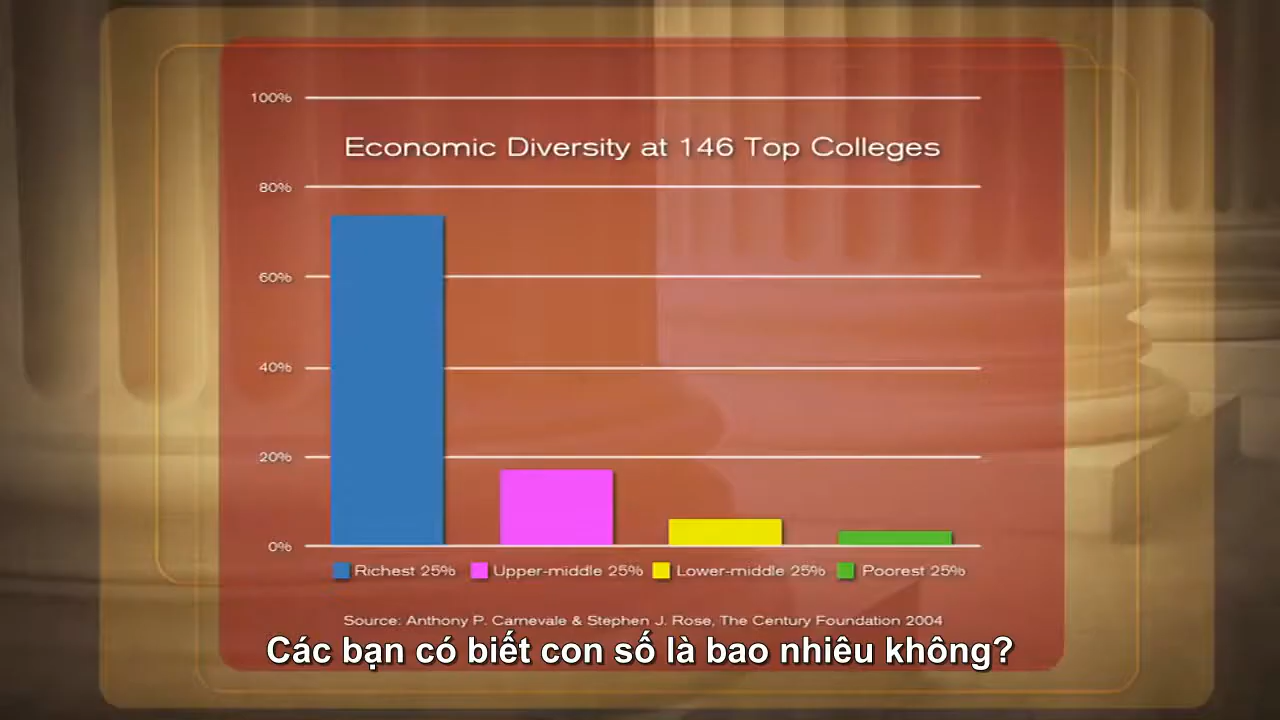 100%
Economic Diversity at 146 Top Colleges
80%
60%
40%
20%
0%
Richest 25% Upper-middle 25% Lower-middle 25% Poorest 25%
Source: Anthony P. Carnevale & Stephen J. Rose, The Century Foundation 2004
Các bạn có biết con số là bao nhiêu không?